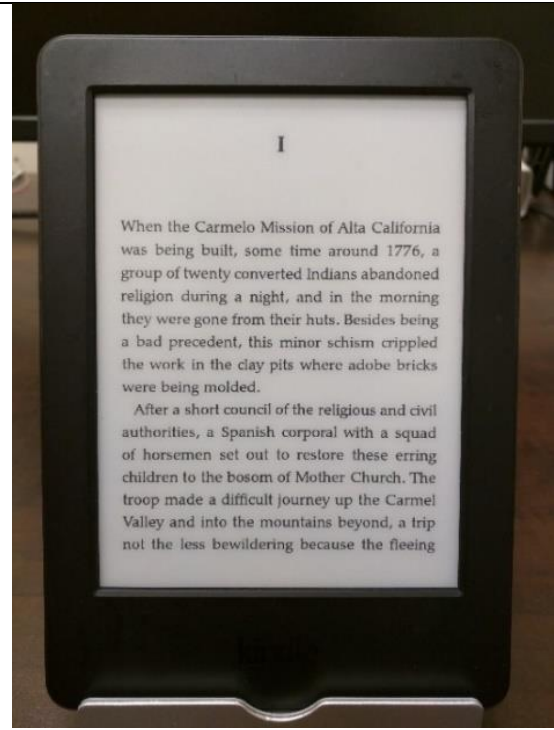 I
When the Carmelo Mission of Alta California
was being built, some time around 1776, a
group of twenty converted Indians abandoned
religion during a night, and in the morning
they were gone from their huts. Besides being
a bad precedent, this minor schism crippled
the work in the clay pits where adobe bricks
were being molded.
After a short council of the religious and civil
authorities, a Spanish corporal with a squad
of horsemen set out to restore these erring
children to the bosom of Mother Church. The
troop made a difficult journey up the Carmel
Valley and into the mountains beyond, a trip
not the less bewildering because the fleeing
kindle